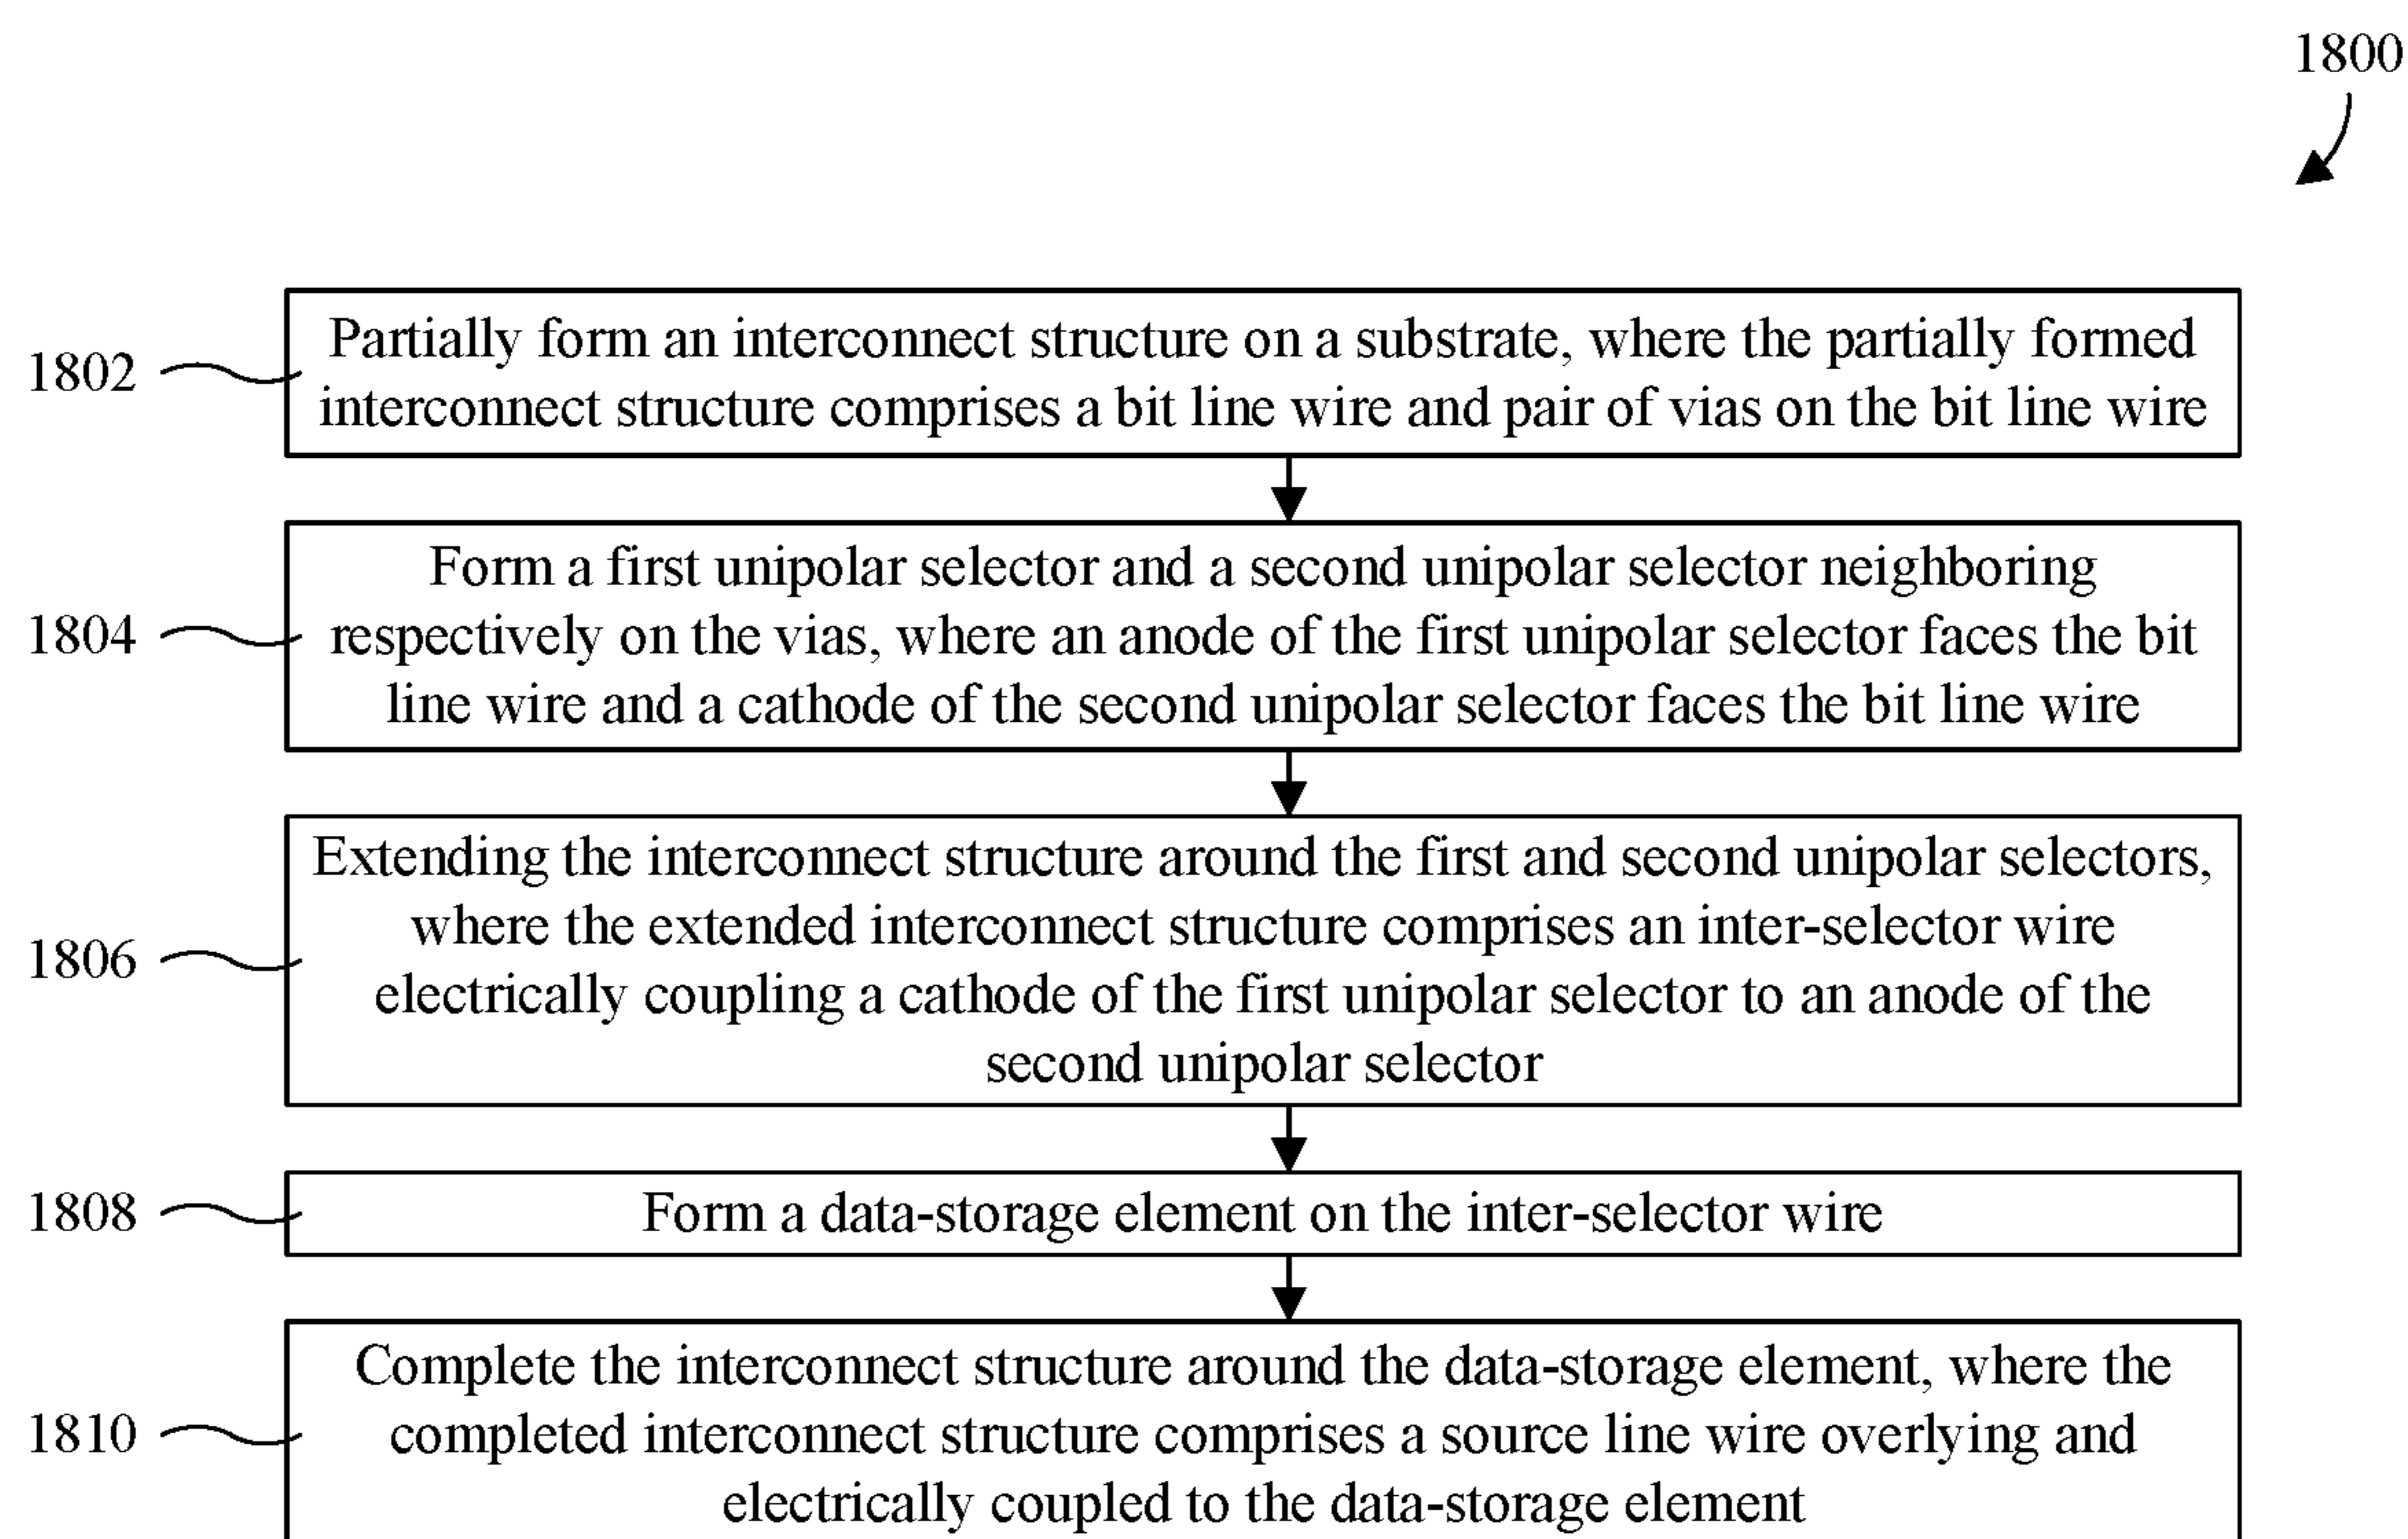 1800
1802
Partially form an interconnect structure on a substrate, where the partially formed
interconnect structure comprises a bit line wire and pair of vias on the bit line wire
1804
Form a first unipolar selector and a second unipolar selector neighboring
respectively on the vias, where an anode of the first unipolar selector faces the bit
line wire and a cathode of the second unipolar selector faces the bit line wire
1806
Extending the interconnect structure around the first and second unipolar selectors,
where the extended interconnect structure comprises an inter-selector wire
electrically coupling a cathode of the first unipolar selector to an anode of the
second unipolar selector
1808
Form a data-storage element on the inter-selector wire
1810
Complete the interconnect structure around the data-storage element, where the
completed interconnect structure comprises a source line wire overlying and
electrically coupled to the data-storage element